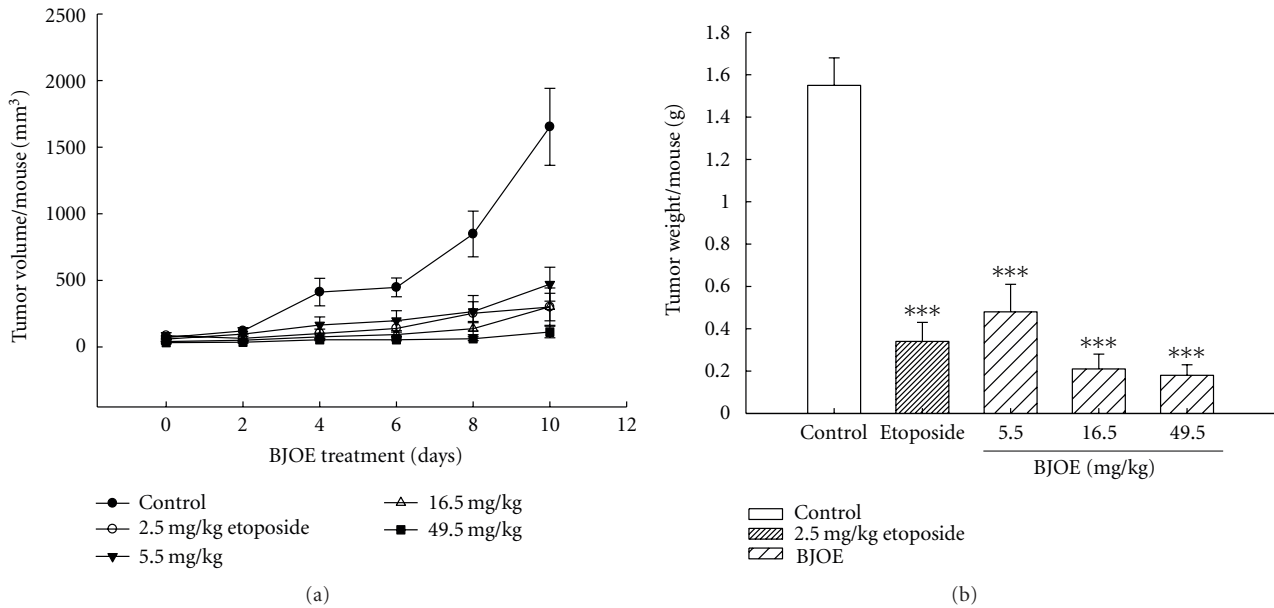 2500
2000
1500
1000
500
0
Tumor volume/mouse (mm³)
0 2 4 6 8 10 12
BJOE treatment (days)
Control
2.5 mg/kg etoposide
5.5 mg/kg
16.5 mg/kg
49.5 mg/kg
(a)
1.8
1.6
1.4
1.2
1
0.8
0.6
0.4
0.2
0
Tumor weight/mouse (g)
***
***
***
***
Control Etoposide 5.5 16.5 49.5
BJOE (mg/kg)
Control
2.5 mg/kg etoposide
BJOE
(b)